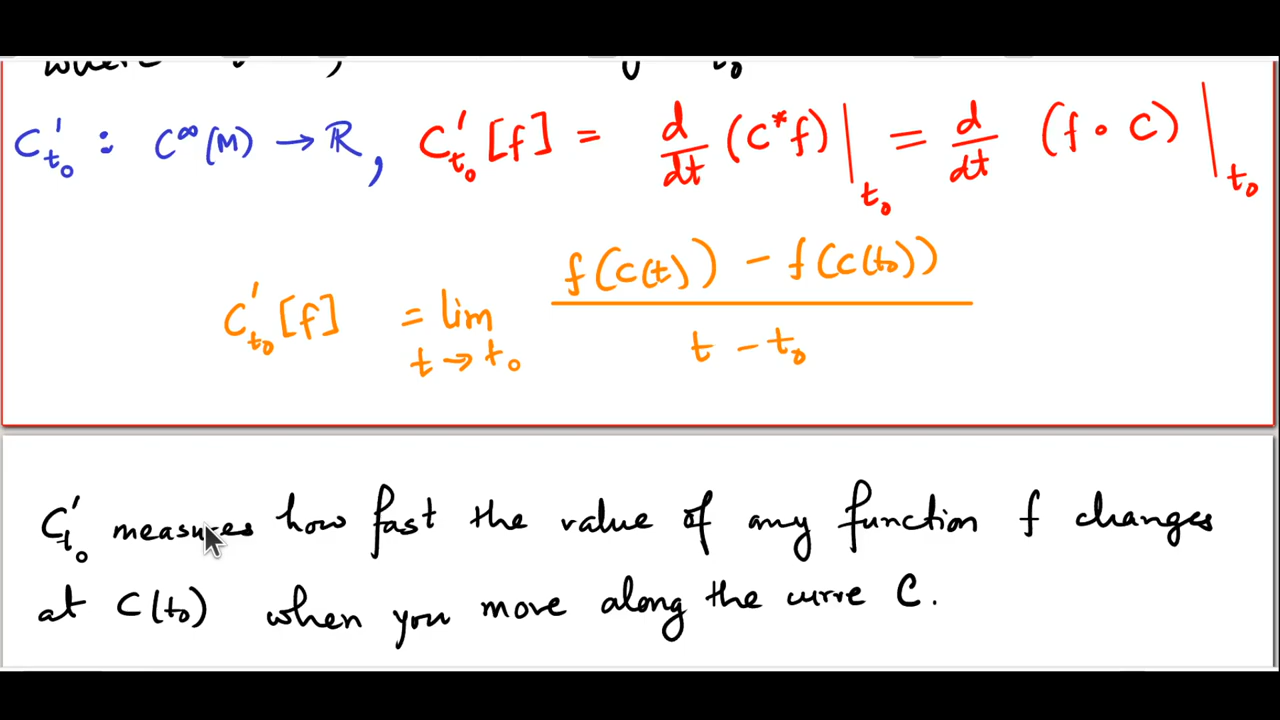 where
C'_{t_0} : C^∞(M) → ℝ, C'_{t_0}[f] = d/dt (C*f)|_{t_0} = d/dt (f ∘ C)|_{t_0}
C'_{t_0}[f] = lim_{t → t_0} (f(C(t)) - f(C(t_0))) / (t - t_0)
C'_{t_0} measures how fast the value of any function f changes
at C(t_0) when you move along the curve C.